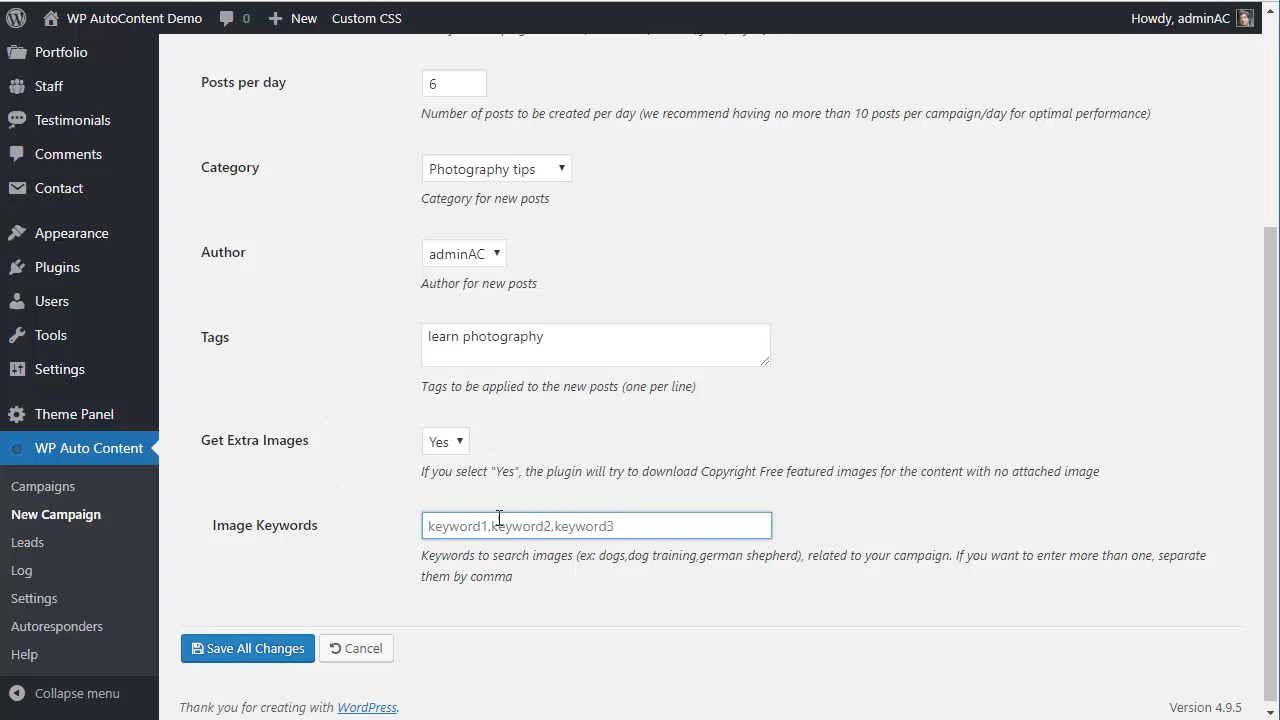 WP AutoContent Demo 0 New Custom CSS Howdy, adminAC
Portfolio
Staff
Testimonials
Comments
Contact
Appearance
Plugins
Users
Tools
Settings
Theme Panel
WP Auto Content
Campaigns
New Campaign
Leads
Log
Settings
Autoresponders
Help
Collapse menu
Posts per day
6
Number of posts to be created per day (we recommend having no more than 10 posts per campaign/day for optimal performance)
Category
Photography tips
Category for new posts
Author
adminAC
Author for new posts
Tags
learn photography
Tags to be applied to the new posts (one per line)
Get Extra Images
Yes
If you select "Yes", the plugin will try to download Copyright Free featured images for the content with no attached image
Image Keywords
keyword1,keyword2,keyword3
Keywords to search images (ex: dogs,dog training,german shepherd), related to your campaign. If you want to enter more than one, separate
them by comma
Save All Changes Cancel
Thank you for creating with WordPress. Version 4.9.5